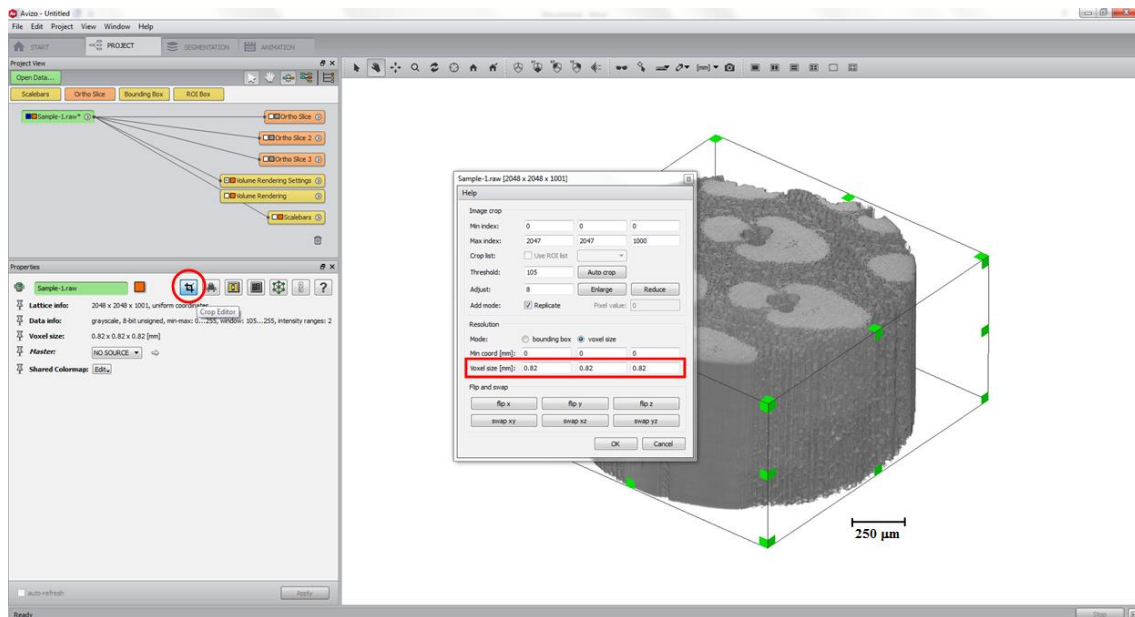 Avizo - Untitled
File Edit Project View Window Help
START PROJECT SEGMENTATION ANIMATION
Project View
Open Data...
Scalebars Ortho Slice Bounding Box ROI Box
Sample-1.raw*
Ortho Slice
Ortho Slice 2
Ortho Slice 3
Volume Rendering Settings
Volume Rendering
Scalebars
Properties
Sample-1.raw
Crop Editor
Lattice info: 2048 x 2048 x 1001, uniform coordinates
Data info: grayscale, 8-bit unsigned, min-max: 0...255, window: 105...255, intensity ranges: 2
Voxel size: 0.82 x 0.82 x 0.82 [mm]
Master: NO SOURCE
Shared Colormap: Edit
auto-refresh Apply
Ready
[mm]
Sample-1.raw [2048 x 2048 x 1001]
Help
Image crop
Min index: 0 0 0
Max index: 2047 2047 1000
Crop list: Use ROI list
Threshold: 105 Auto crop
Adjust: 8 Enlarge Reduce
Add mode: Replicate Pixel value: 0
Resolution
Mode: bounding box voxel size
Min coord [mm]: 0 0 0
Voxel size [mm]: 0.82 0.82 0.82
Flip and swap
flip x flip y flip z
swap xy swap xz swap yz
OK Cancel
250 μm
Stop